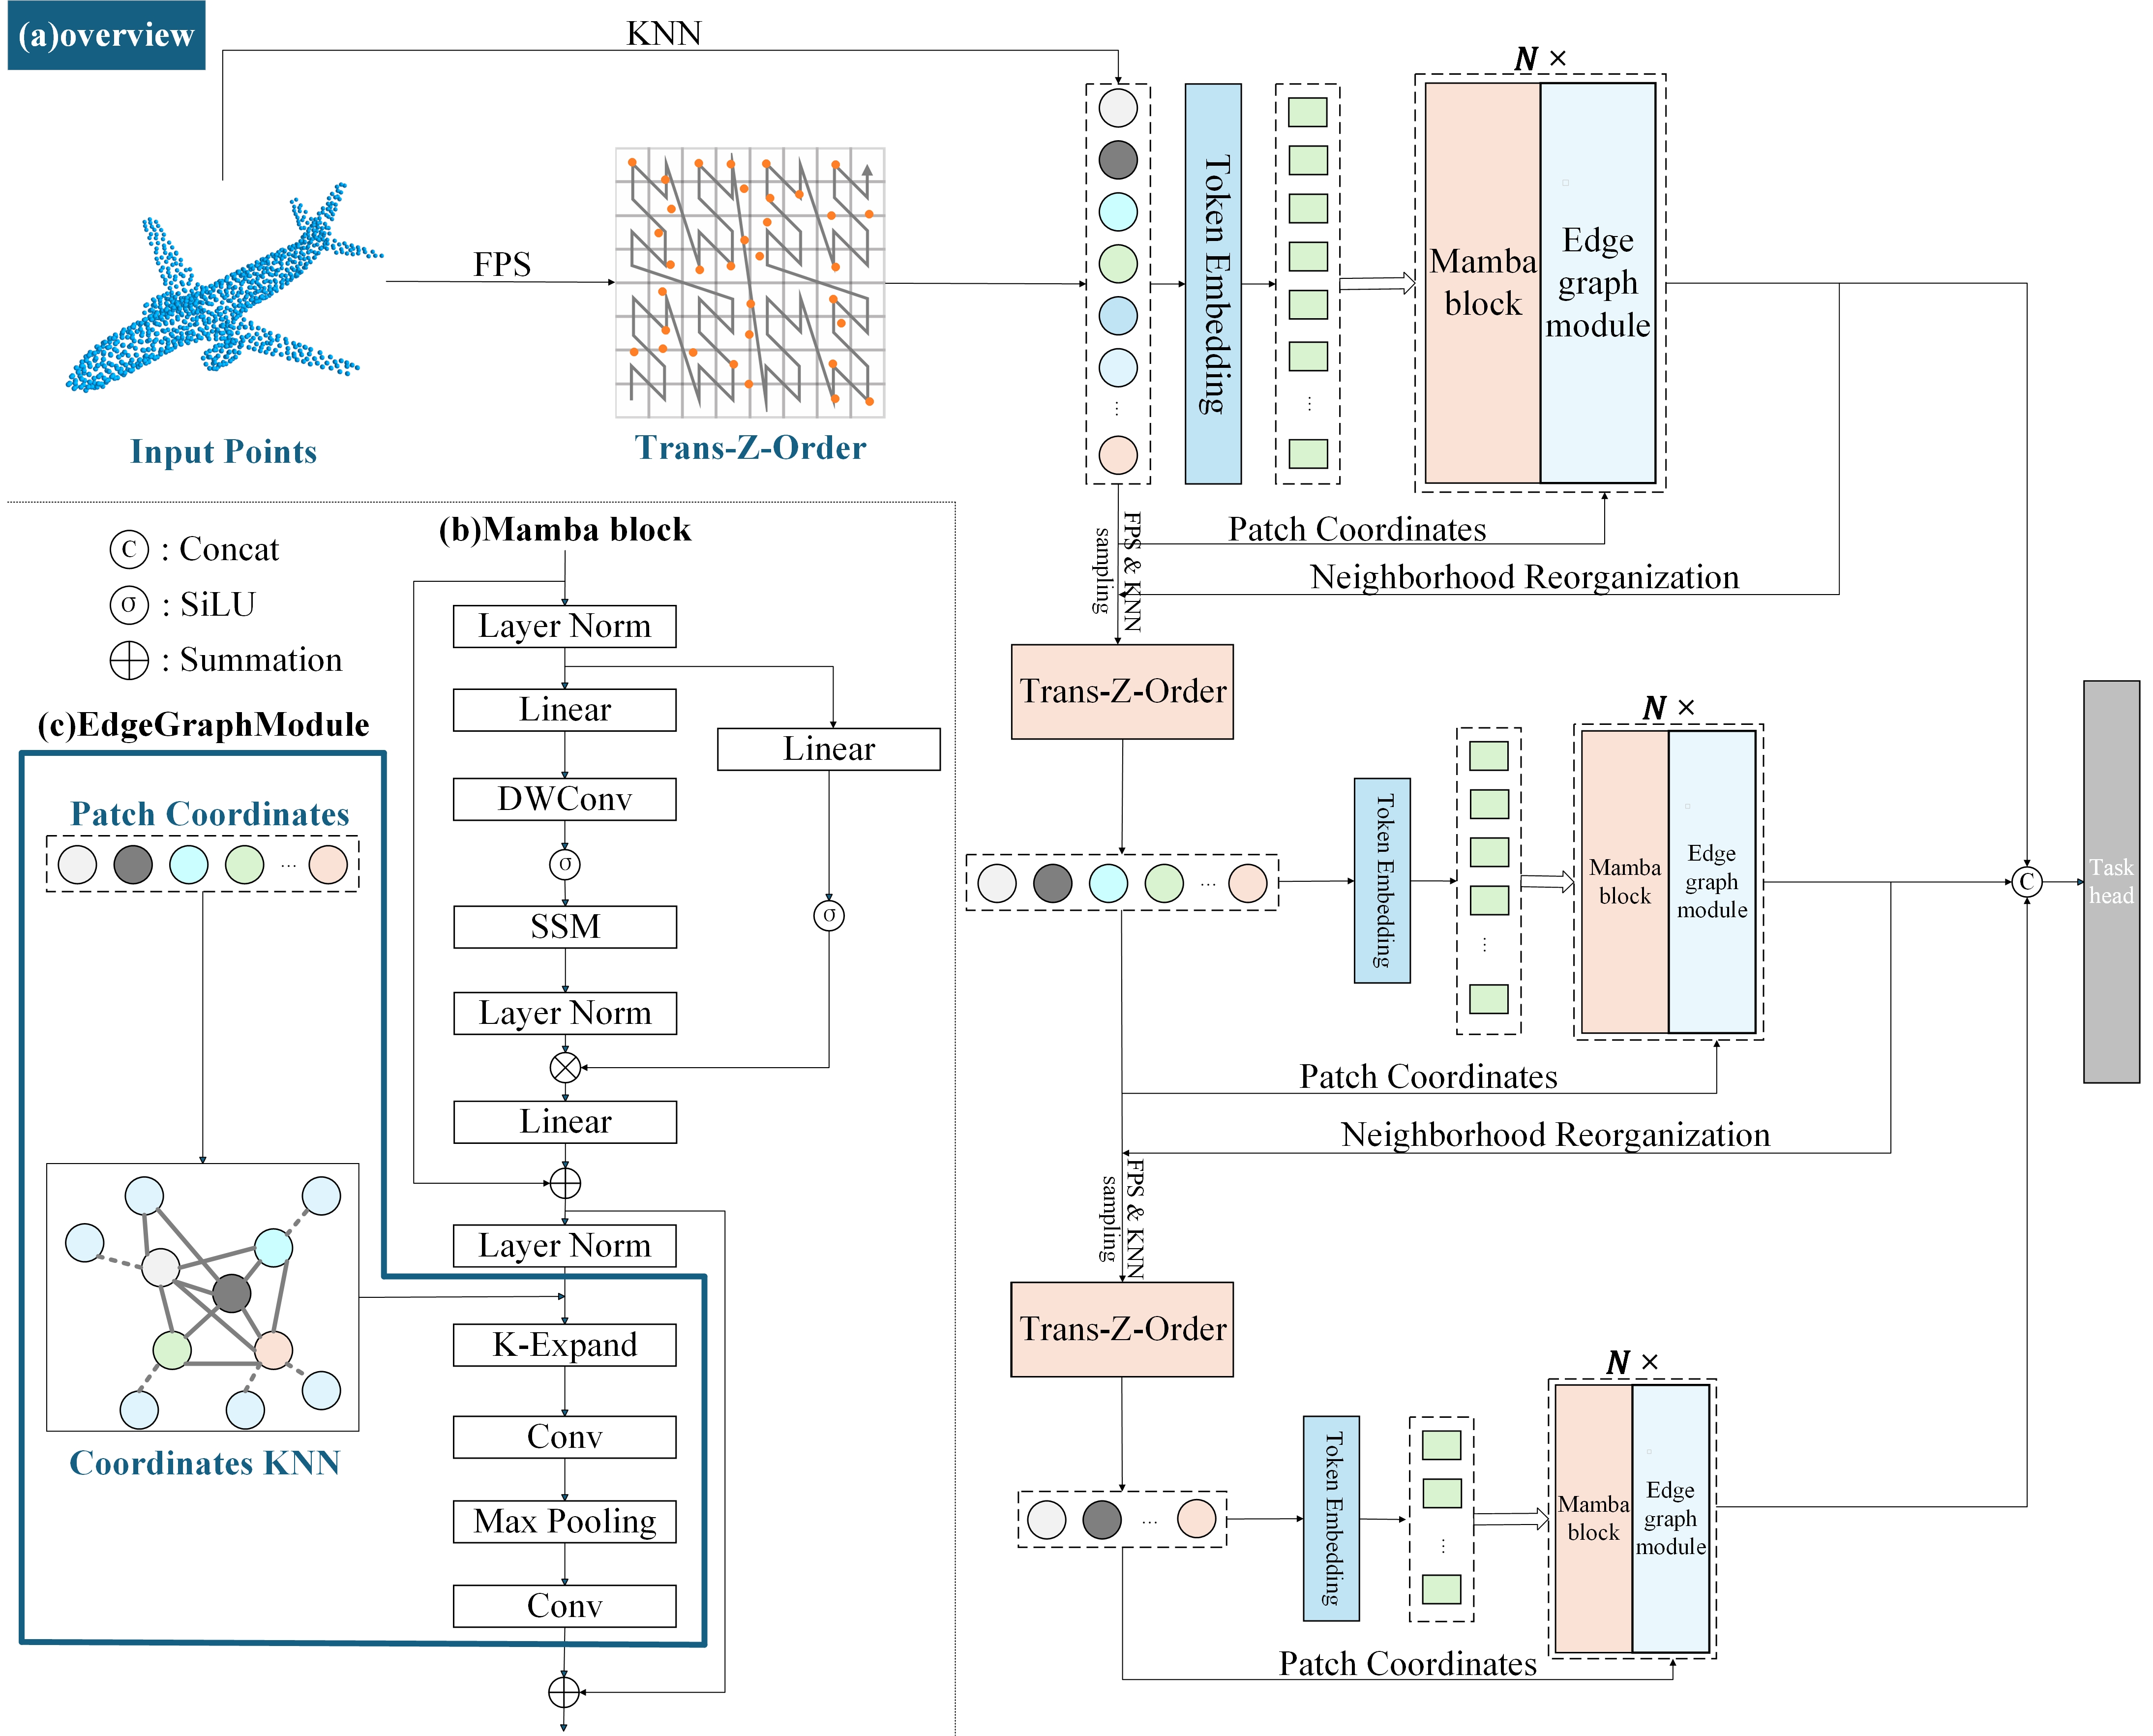 (a)overview
KNN
FPS
Input Points
Trans-Z-Order
Token Embedding
...
...
N ×
Mamba
block
Edge
graph
module
Patch Coordinates
Neighborhood Reorganization
FPS & KNN
sampling
Trans-Z-Order
...
Token Embedding
...
N ×
Mamba
block
Edge
graph
module
Patch Coordinates
Neighborhood Reorganization
FPS & KNN
sampling
Trans-Z-Order
...
Token Embedding
...
N ×
Mamba
block
Edge
graph
module
Patch Coordinates
C
Task
head
C : Concat
σ : SiLU
: Summation
(b)Mamba block
Layer Norm
Linear
Linear
DWConv
σ
σ
SSM
Layer Norm
Linear
Layer Norm
(c)EdgeGraphModule
Patch Coordinates
...
Coordinates KNN
K-Expand
Conv
Max Pooling
Conv